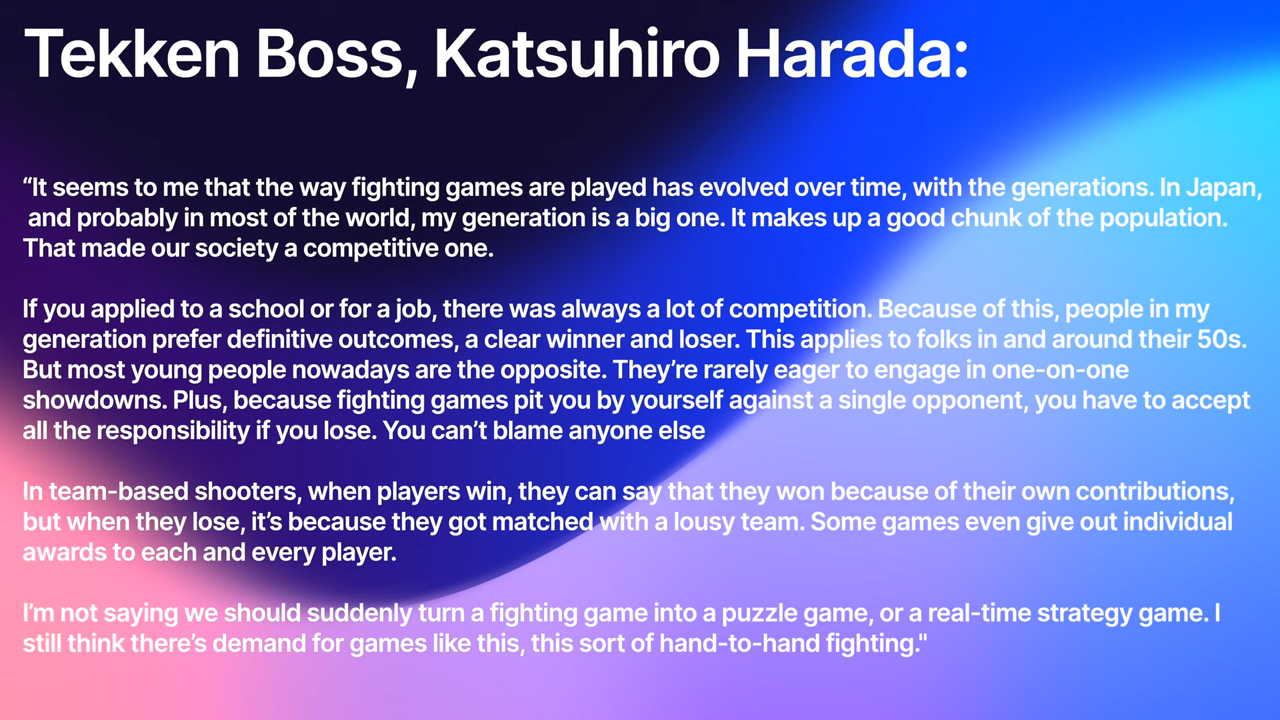 Tekken Boss, Katsuhiro Harada:
“It seems to me that the way fighting games are played has evolved over time, with the generations. In Japan,
and probably in most of the world, my generation is a big one. It makes up a good chunk of the population.
That made our society a competitive one.
If you applied to a school or for a job, there was always a lot of competition. Because of this, people in my
generation prefer definitive outcomes, a clear winner and loser. This applies to folks in and around their 50s.
But most young people nowadays are the opposite. They’re rarely eager to engage in one-on-one
showdowns. Plus, because fighting games pit you by yourself against a single opponent, you have to accept
all the responsibility if you lose. You can’t blame anyone else
In team-based shooters, when players win, they can say that they won because of their own contributions,
but when they lose, it’s because they got matched with a lousy team. Some games even give out individual
awards to each and every player.
I’m not saying we should suddenly turn a fighting game into a puzzle game, or a real-time strategy game. I
still think there’s demand for games like this, this sort of hand-to-hand fighting."